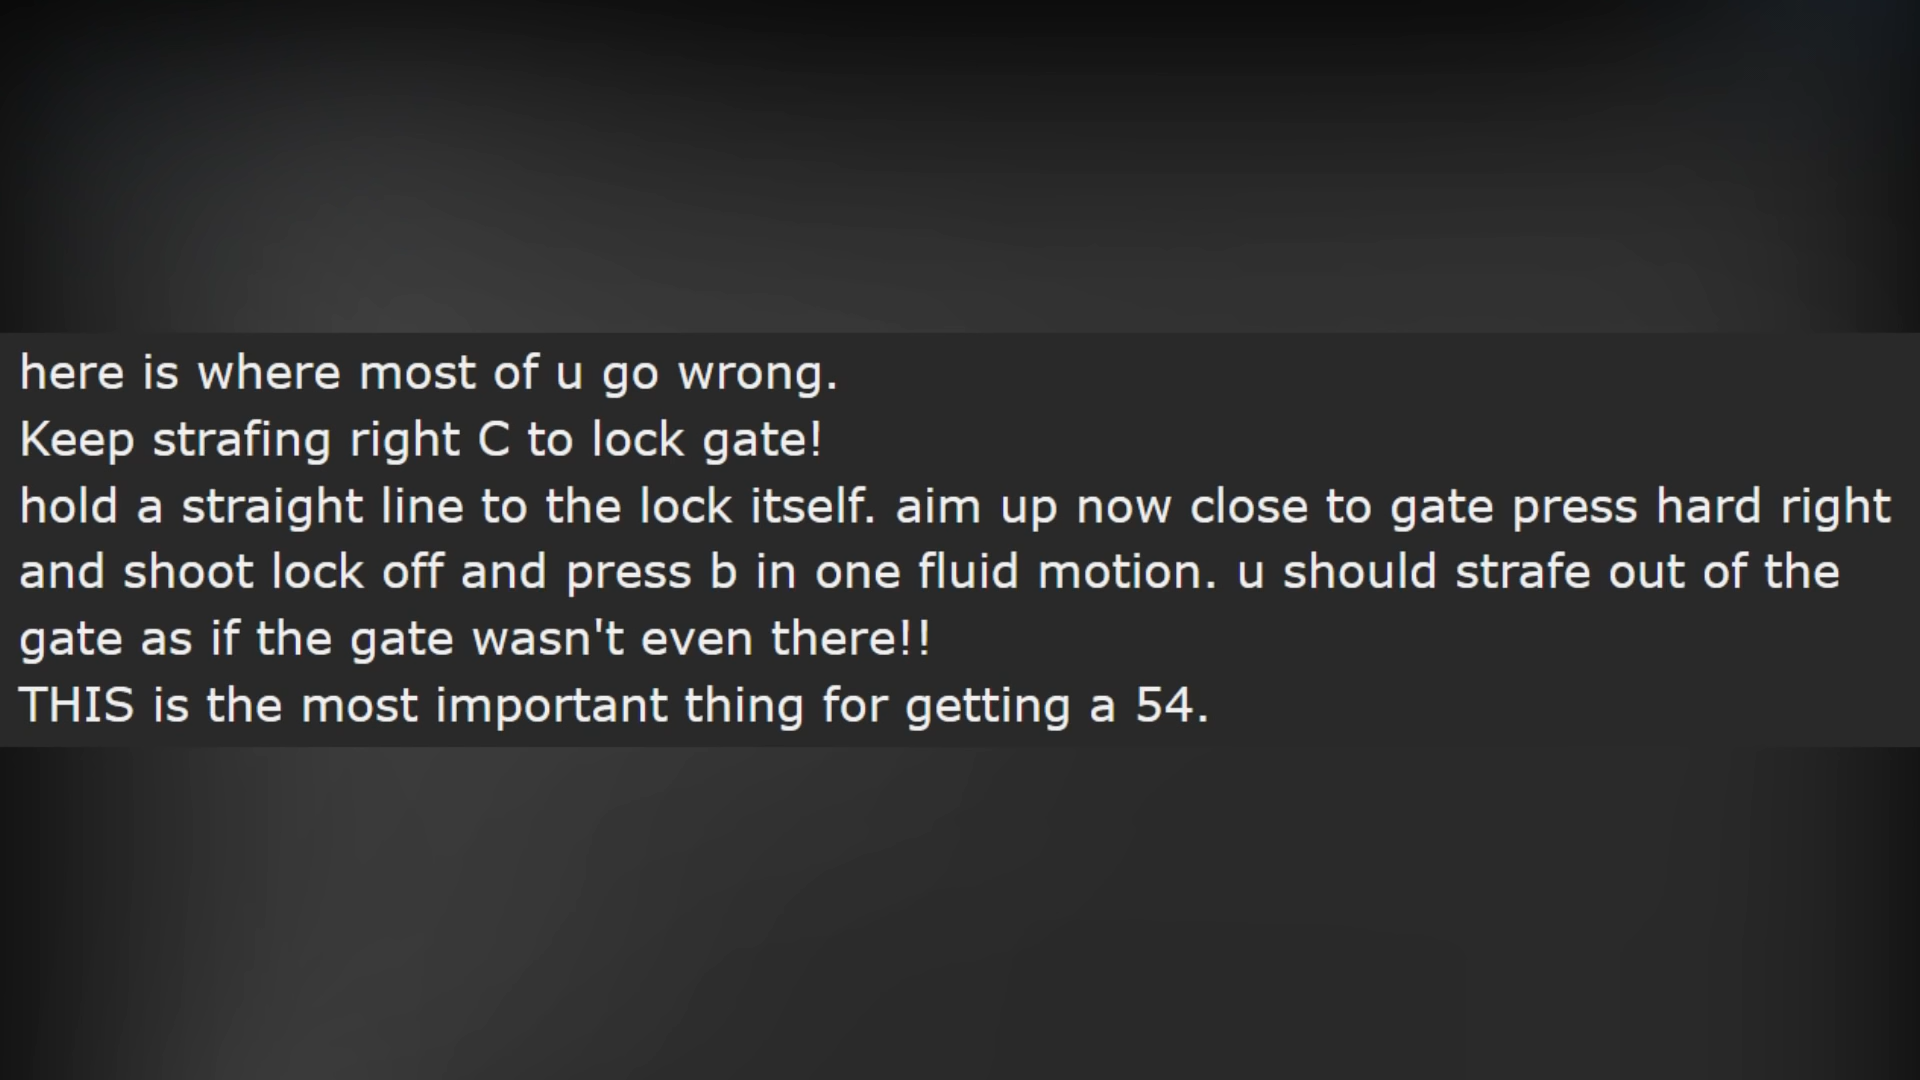 here is where most of u go wrong.
Keep strafing right C to lock gate!
hold a straight line to the lock itself. aim up now close to gate press hard right
and shoot lock off and press b in one fluid motion. u should strafe out of the
gate as if the gate wasn't even there!!
THIS is the most important thing for getting a 54.